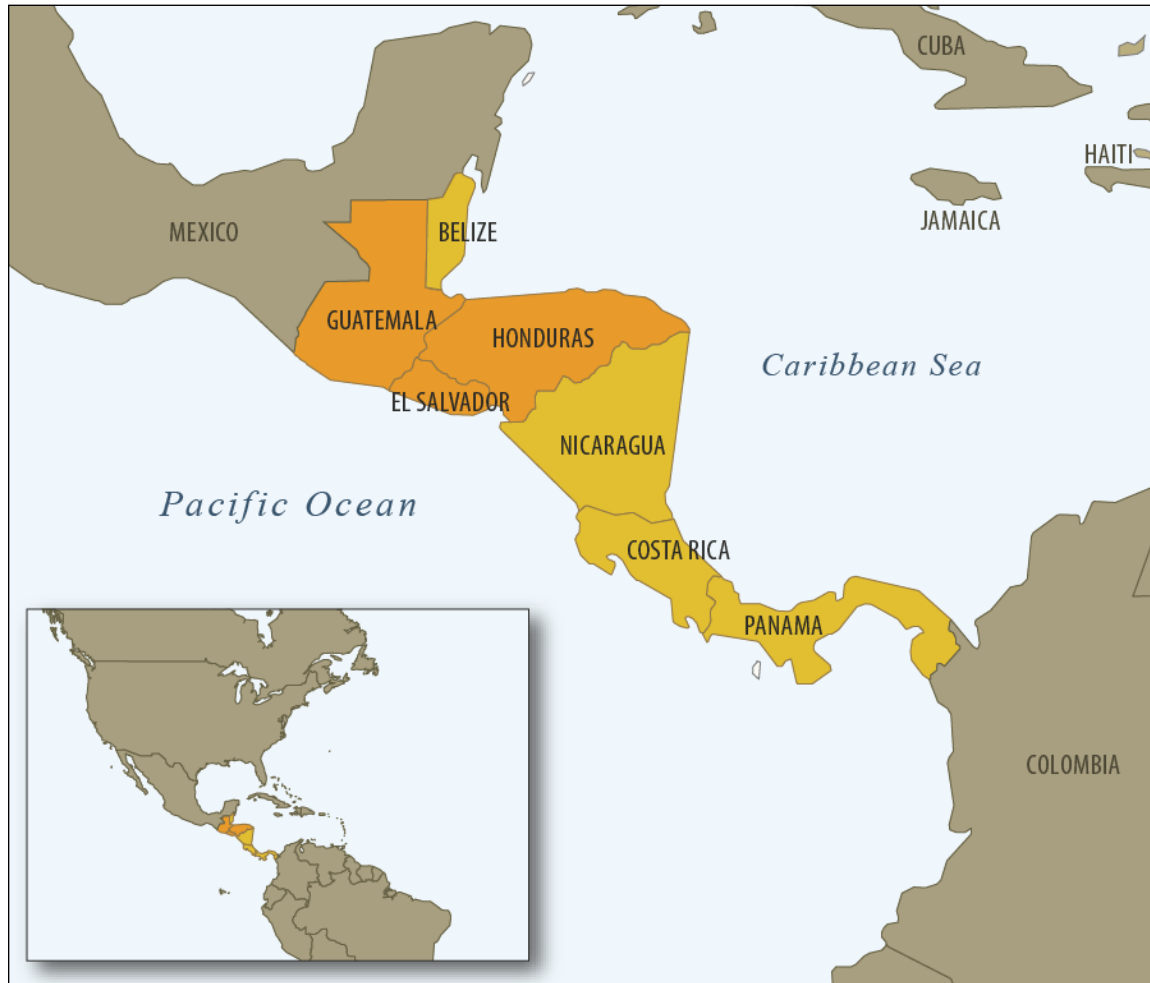 CUBA
HAITI
JAMAICA
MEXICO
BELIZE
GUATEMALA
HONDURAS
Caribbean Sea
EL SALVADOR
NICARAGUA
Pacific Ocean
COSTA RICA
PANAMA
COLOMBIA